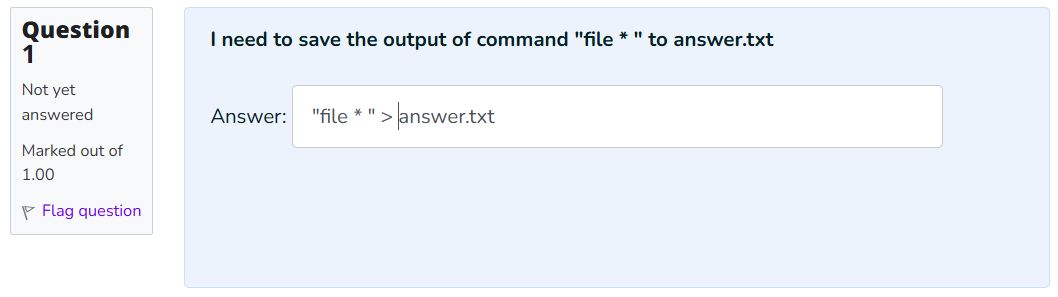 Question
1
Not yet
answered
Marked out of
1.00
Flag question
I need to save the output of command "file * " to answer.txt
Answer: "file * " > answer.txt